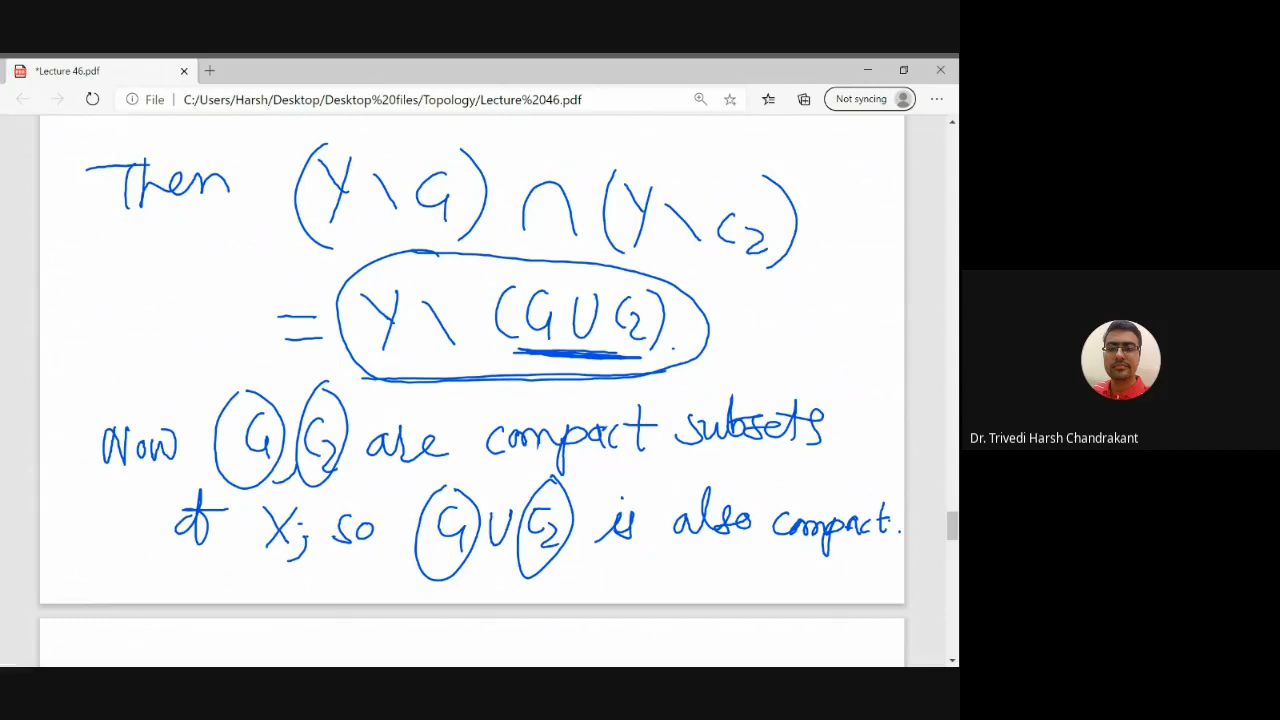 *Lecture 46.pdf
File
C:/Users/Harsh/Desktop/Desktop%20files/Topology/Lecture%2046.pdf
Not syncing
Then (Y \ C1) ∩ (Y \ C2)
= Y \ (C1 ∪ C2).
Now C1, C2 are compact subsets
of X; so C1 ∪ C2 is also compact.
Dr. Trivedi Harsh Chandrakant